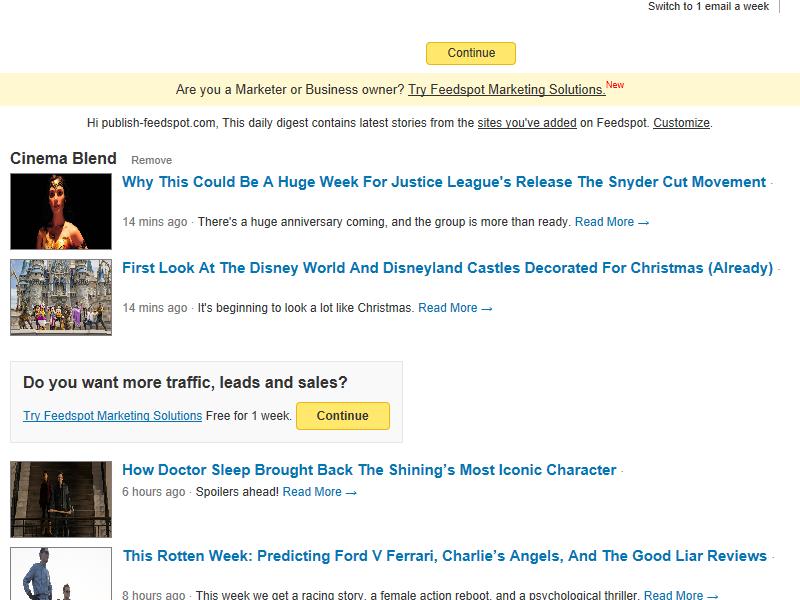 Switch to 1 email a week
Continue
Are you a Marketer or Business owner? Try Feedspot Marketing Solutions.New
Hi publish-feedspot.com, This daily digest contains latest stories from the sites you've added on Feedspot. Customize.
Cinema Blend Remove
Why This Could Be A Huge Week For Justice League's Release The Snyder Cut Movement ·
14 mins ago · There's a huge anniversary coming, and the group is more than ready. Read More →
First Look At The Disney World And Disneyland Castles Decorated For Christmas (Already) ·
14 mins ago · It's beginning to look a lot like Christmas. Read More →
Do you want more traffic, leads and sales?
Try Feedspot Marketing Solutions Free for 1 week. Continue
How Doctor Sleep Brought Back The Shining’s Most Iconic Character ·
6 hours ago · Spoilers ahead! Read More →
This Rotten Week: Predicting Ford V Ferrari, Charlie’s Angels, And The Good Liar Reviews ·
8 hours ago · This week we get a racing story, a female action reboot, and a psychological thriller. Read More →